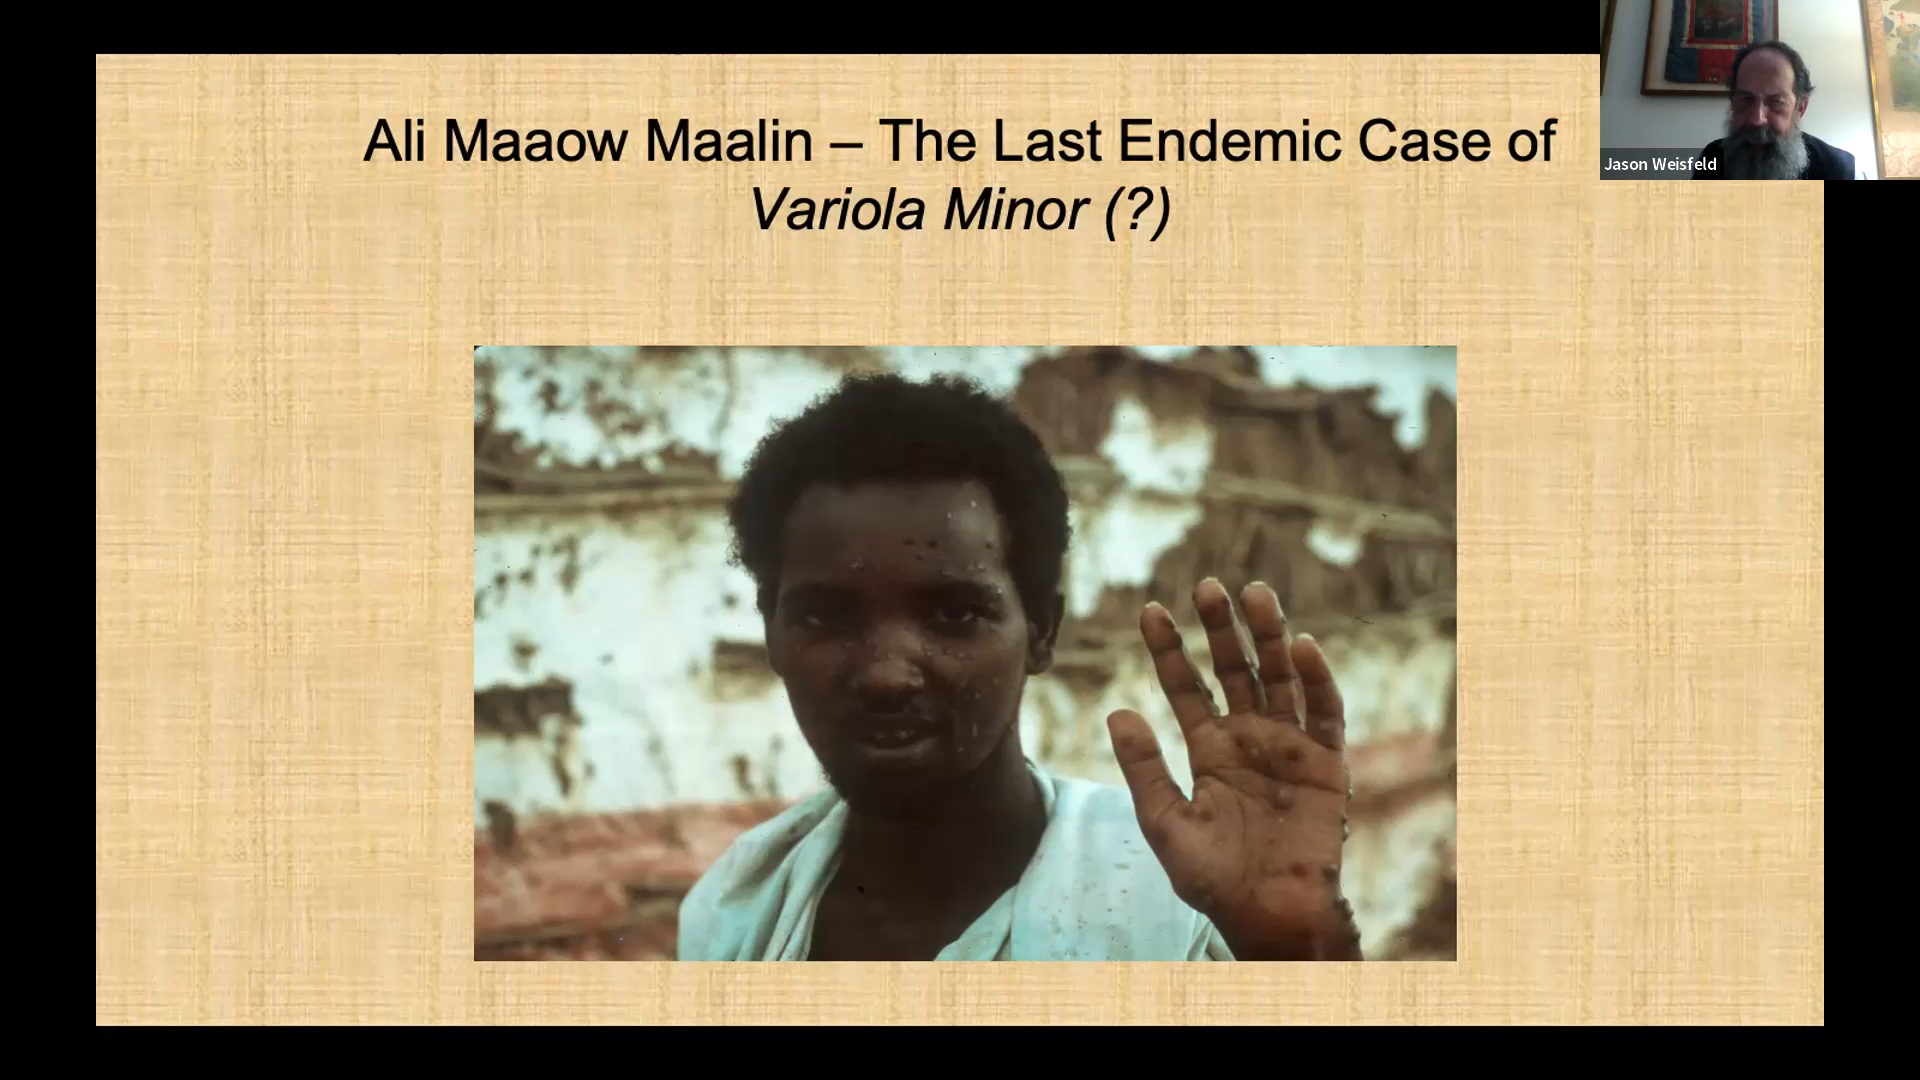 Ali Maaow Maalin – The Last Endemic Case of
Variola Minor (?)
Jason Weisfeld